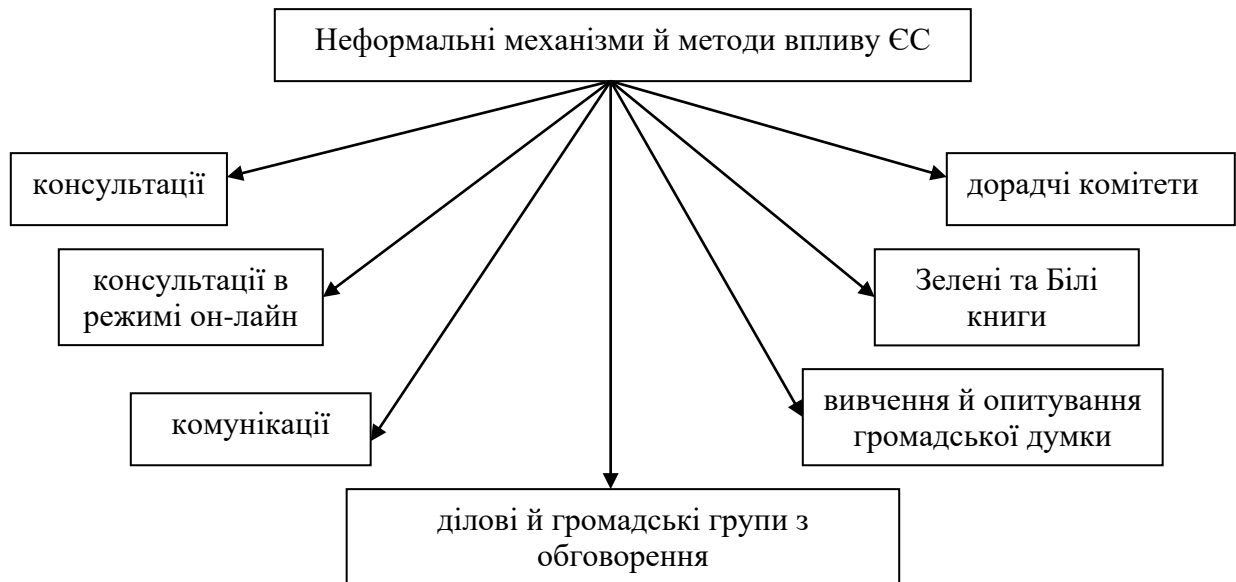 Неформальні механізми й методи впливу ЄС
консультації
дорадчі комітети
консультації в
режимі он-лайн
Зелені та Білі
книги
комунікації
вивчення й опитування
громадської думки
ділові й громадські групи з
обговорення